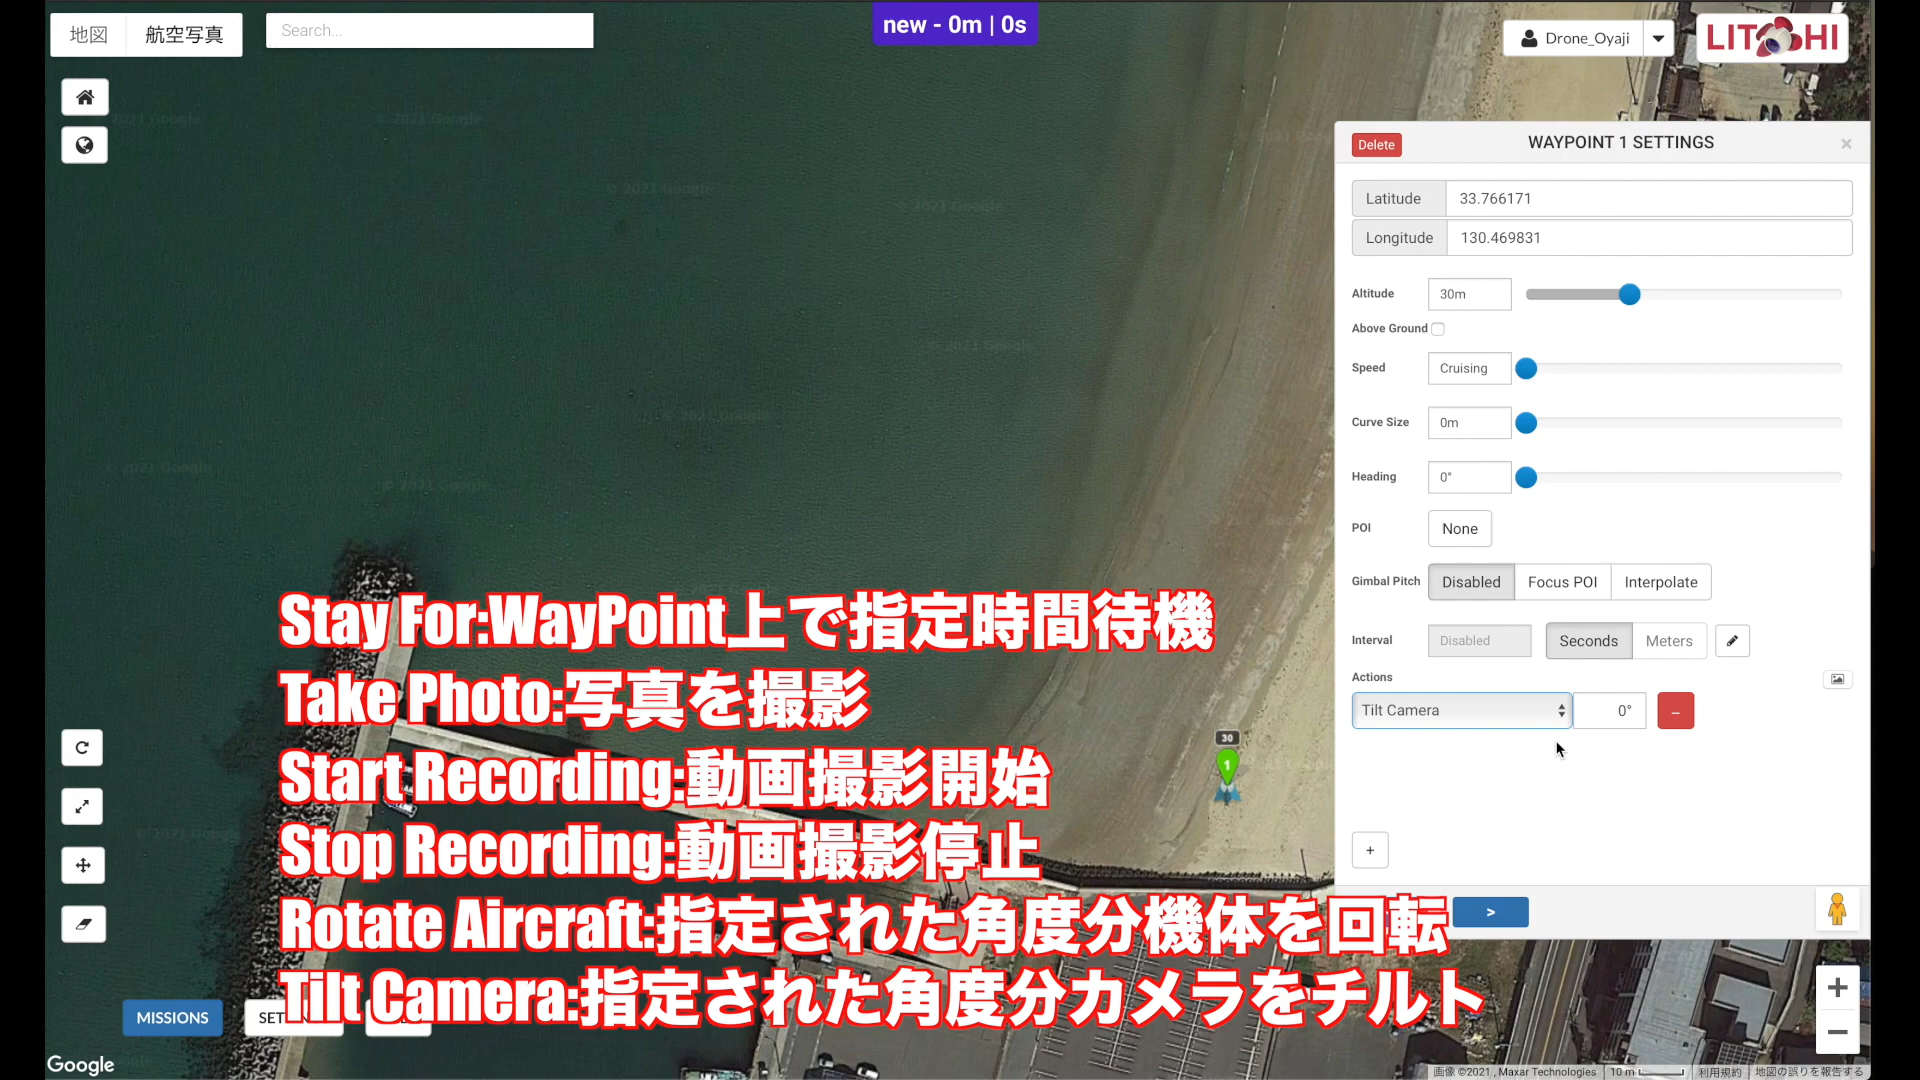 地図 航空写真
Search...
new - 0m | 0s
Drone_Oyaji
LITCHI
Delete
WAYPOINT 1 SETTINGS
×
Latitude 33.766171
Longitude 130.469831
Altitude 30m
Above Ground
Speed Cruising
Curve Size 0m
Heading 0°
POI None
Gimbal Pitch Disabled Focus POI Interpolate
Interval Disabled Seconds Meters
Actions
Tilt Camera 0° -
+
>
30
1
Stay For:WayPoint上で指定時間待機
Take Photo:写真を撮影
Start Recording:動画撮影開始
Stop Recording:動画撮影停止
Rotate Aircraft:指定された角度分機体を回転
Tilt Camera:指定された角度分カメラをチルト
MISSIONS
Google
画像 ©2021 , Maxar Technologies 10 m 利用規約 地図の誤りを報告する